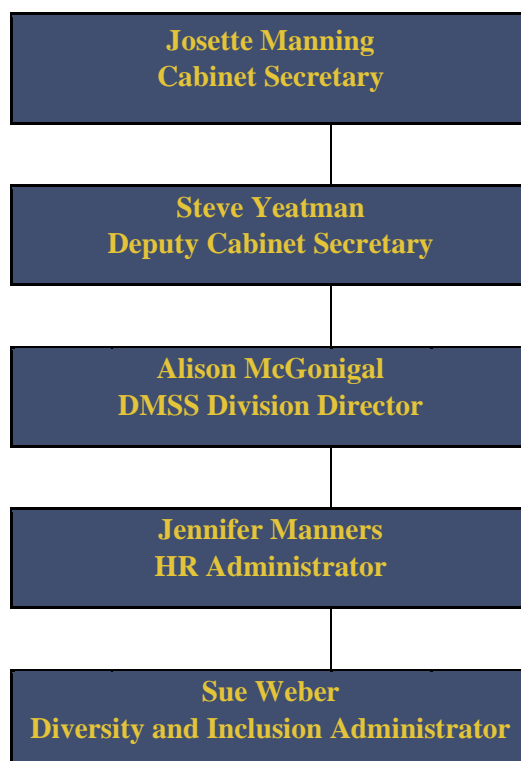 Josette Manning
Cabinet Secretary
Steve Yeatman
Deputy Cabinet Secretary
Alison McGonigal
DMSS Division Director
Jennifer Manners
HR Administrator
Sue Weber
Diversity and Inclusion Administrator